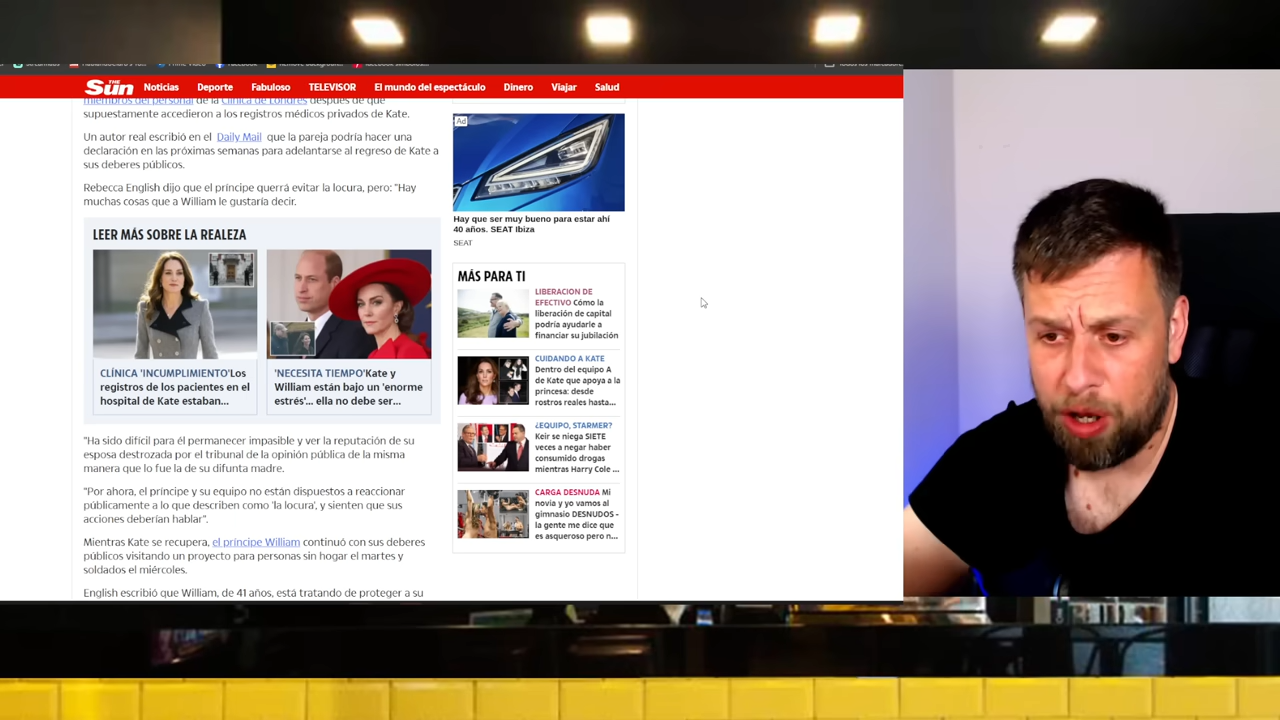 THE Sun
Noticias Deporte Fabuloso TELEVISOR El mundo del espectáculo Dinero Viajar Salud
miembros del personal de la Clínica de Londres después de que
supuestamente accedieron a los registros médicos privados de Kate.
Un autor real escribió en el Daily Mail que la pareja podría hacer una
declaración en las próximas semanas para adelantarse al regreso de Kate a
sus deberes públicos.
Rebecca English dijo que el príncipe querrá evitar la locura, pero: "Hay
muchas cosas que a William le gustaría decir.
LEER MÁS SOBRE LA REALEZA
CLÍNICA 'INCUMPLIMIENTO'Los
registros de los pacientes en el
hospital de Kate estaban...
'NECESITA TIEMPO'Kate y
William están bajo un 'enorme
estrés'... ella no debe ser...
"Ha sido difícil para él permanecer impasible y ver la reputación de su
esposa destrozada por el tribunal de la opinión pública de la misma
manera que lo fue la de su difunta madre.
"Por ahora, el príncipe y su equipo no están dispuestos a reaccionar
públicamente a lo que describen como 'la locura', y sienten que sus
acciones deberían hablar".
Mientras Kate se recupera, el príncipe William continuó con sus deberes
públicos visitando un proyecto para personas sin hogar el martes y
soldados el miércoles.
English escribió que William, de 41 años, está tratando de proteger a su
Ad
Hay que ser muy bueno para estar ahí
40 años. SEAT Ibiza
SEAT
MÁS PARA TI
LIBERACION DE
EFECTIVO Cómo la
liberación de capital
podría ayudarle a
financiar su jubilación
CUIDANDO A KATE
Dentro del equipo A
de Kate que apoya a la
princesa: desde
rostros reales hasta...
¿EQUIPO, STARMER?
Keir se niega SIETE
veces a negar haber
consumido drogas
mientras Harry Cole ...
CARGA DESNUDA Mi
novia y yo vamos al
gimnasio DESNUDOS -
la gente me dice que
es asqueroso pero n...